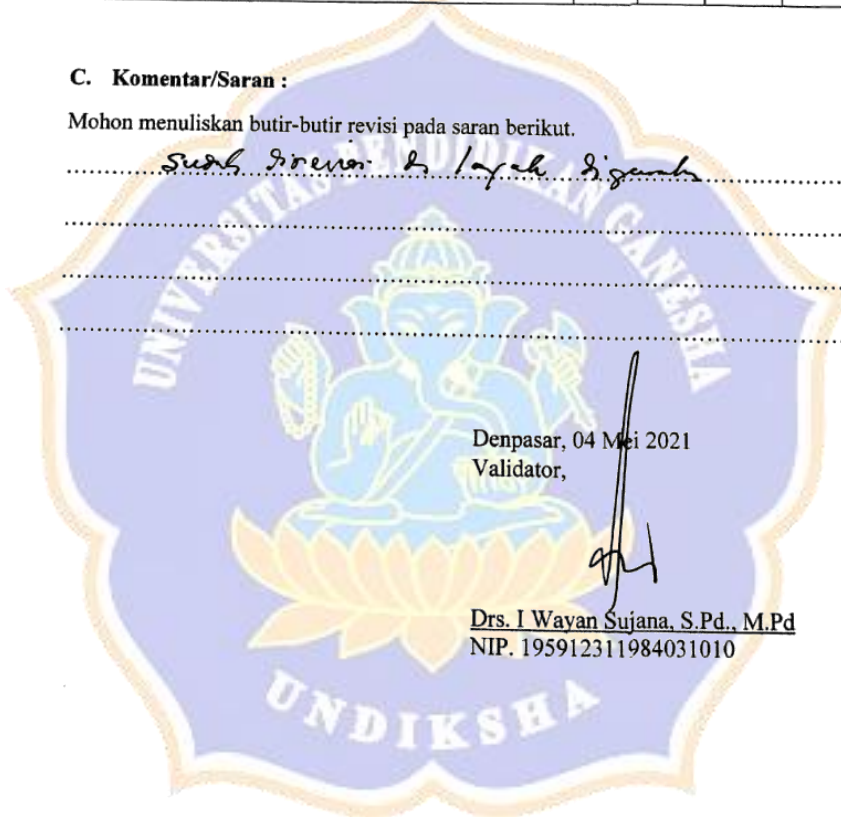 C. Komentar/Saran :
Mohon menuliskan butir-butir revisi pada saran berikut.
Sudah direvisi dn layak digunakan
UNIVERSITAS PENDIDIKAN GANESHA
Denpasar, 04 Mei 2021
Validator,
Drs. I Wayan Sujana, S.Pd., M.Pd
NIP. 195912311984031010
UNDIKSHA